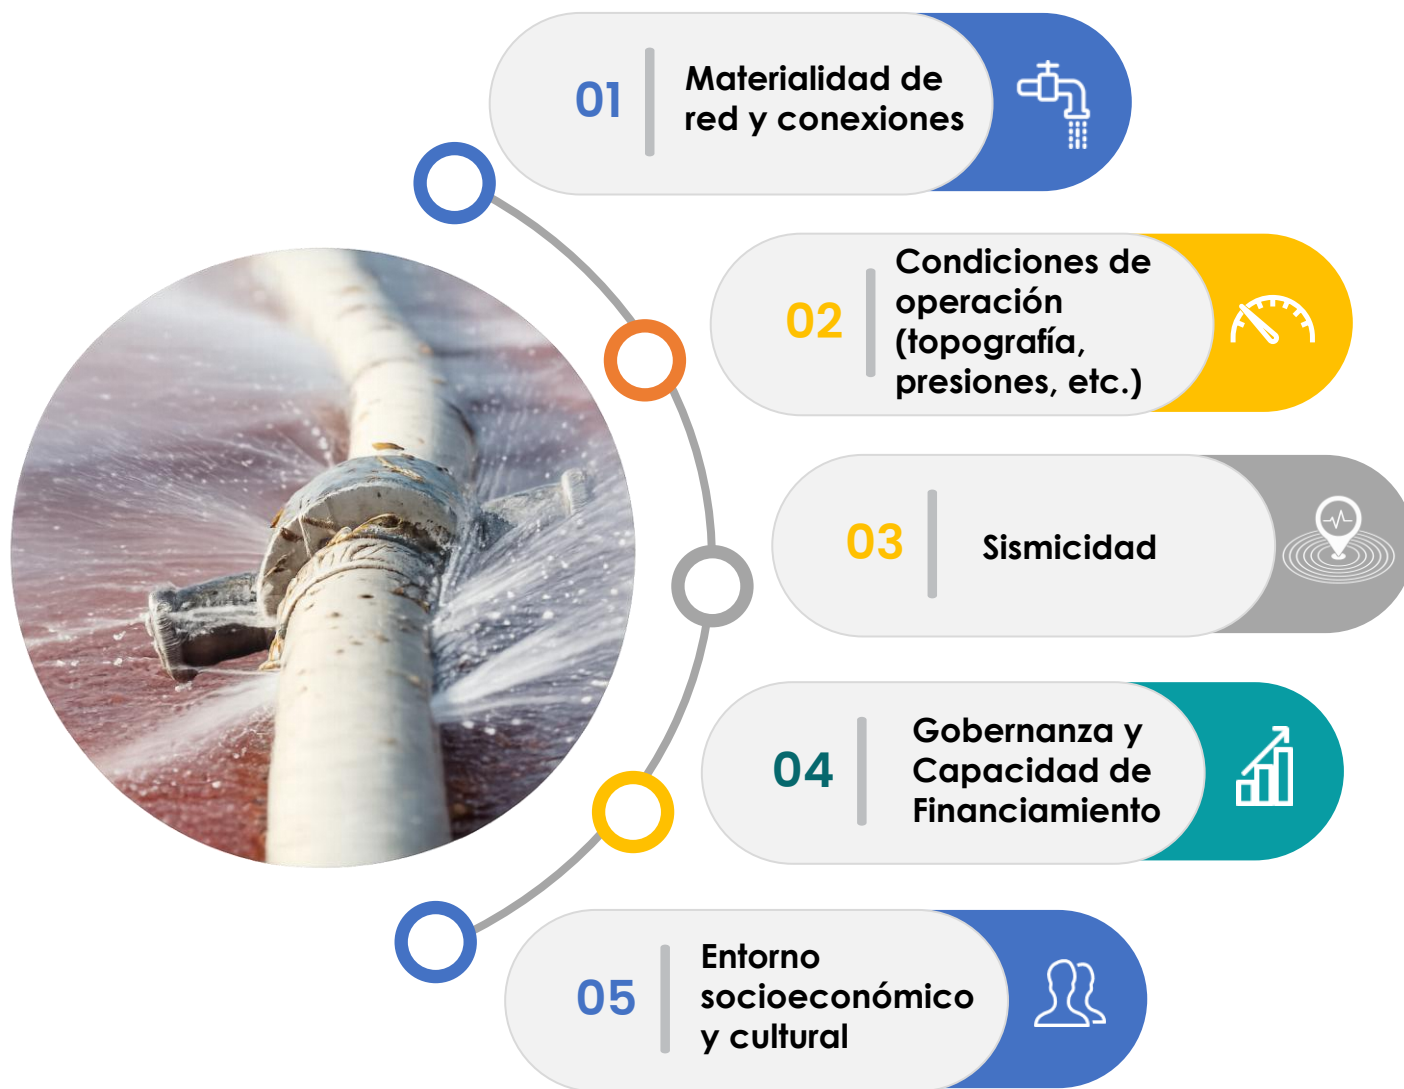 01
Materialidad de
red y conexiones
02
Condiciones de
operación
(topografía,
presiones, etc.)
03
Sismicidad
04
Gobernanza y
Capacidad de
Financiamiento
05
Entorno
socioeconómico
y cultural